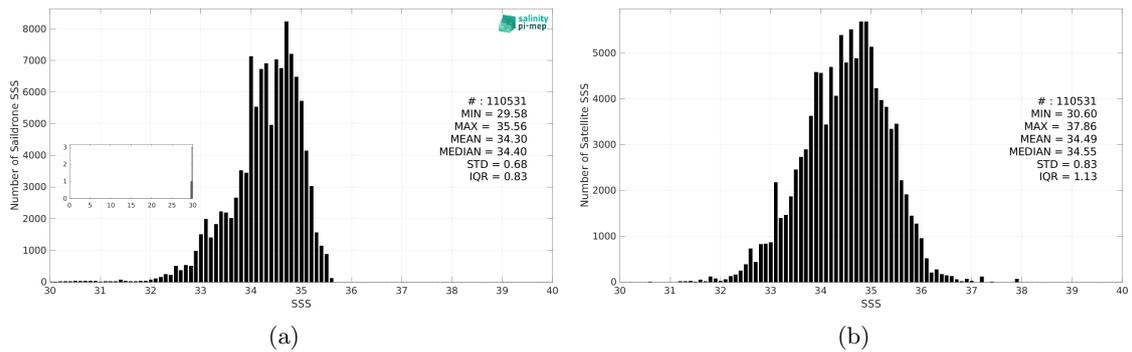 salinity
pi-mep
Number of Saildrone SSS
8000
7000
6000
5000
4000
3000
2000
1000
0
# : 110531
MIN = 29.58
MAX = 35.56
MEAN = 34.30
MEDIAN = 34.40
STD = 0.68
IQR = 0.83
3
2
1
0
0 5 10 15 20 25 30
30 31 32 33 34 35 36 37 38 39 40
SSS
(a)
Number of Satellite SSS
5000
4000
3000
2000
1000
0
# : 110531
MIN = 30.60
MAX = 37.86
MEAN = 34.49
MEDIAN = 34.55
STD = 0.83
IQR = 1.13
30 31 32 33 34 35 36 37 38 39 40
SSS
(b)